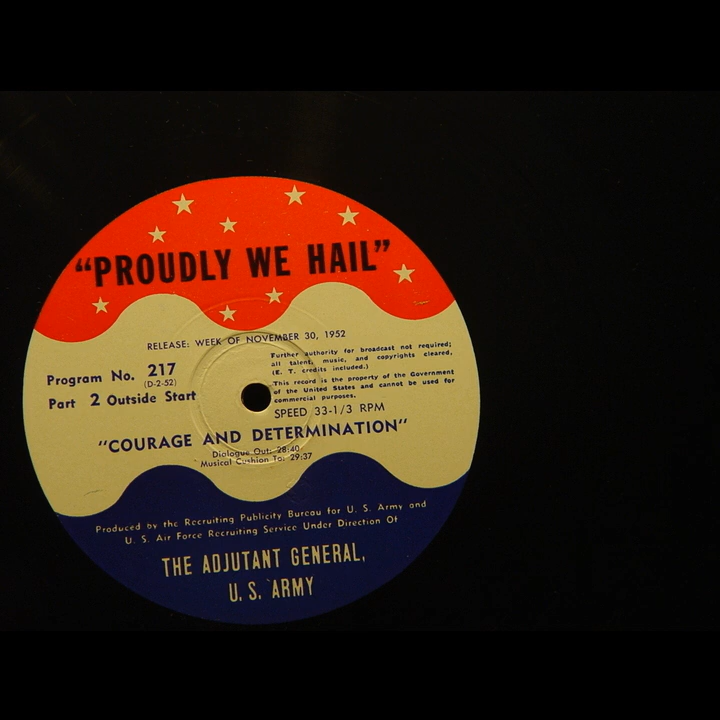 "PROUDLY WE HAIL"
RELEASE: WEEK OF NOVEMBER 30, 1952
Program No. 217
(D-2-52)
Part 2 Outside Start
Further authority for broadcast not required;
all talent, music, and copyrights cleared,
(E. T. credits included.)
This record is the property of the Government
of the United States and cannot be used for
commercial purposes.
SPEED 33-1/3 RPM
"COURAGE AND DETERMINATION"
Dialogue Out: 28:40
Musical Cushion To: 29:37
Produced by the Recruiting Publicity Bureau for U. S. Army and
U. S. Air Force Recruiting Service Under Direction Of
THE ADJUTANT GENERAL,
U. S. ARMY